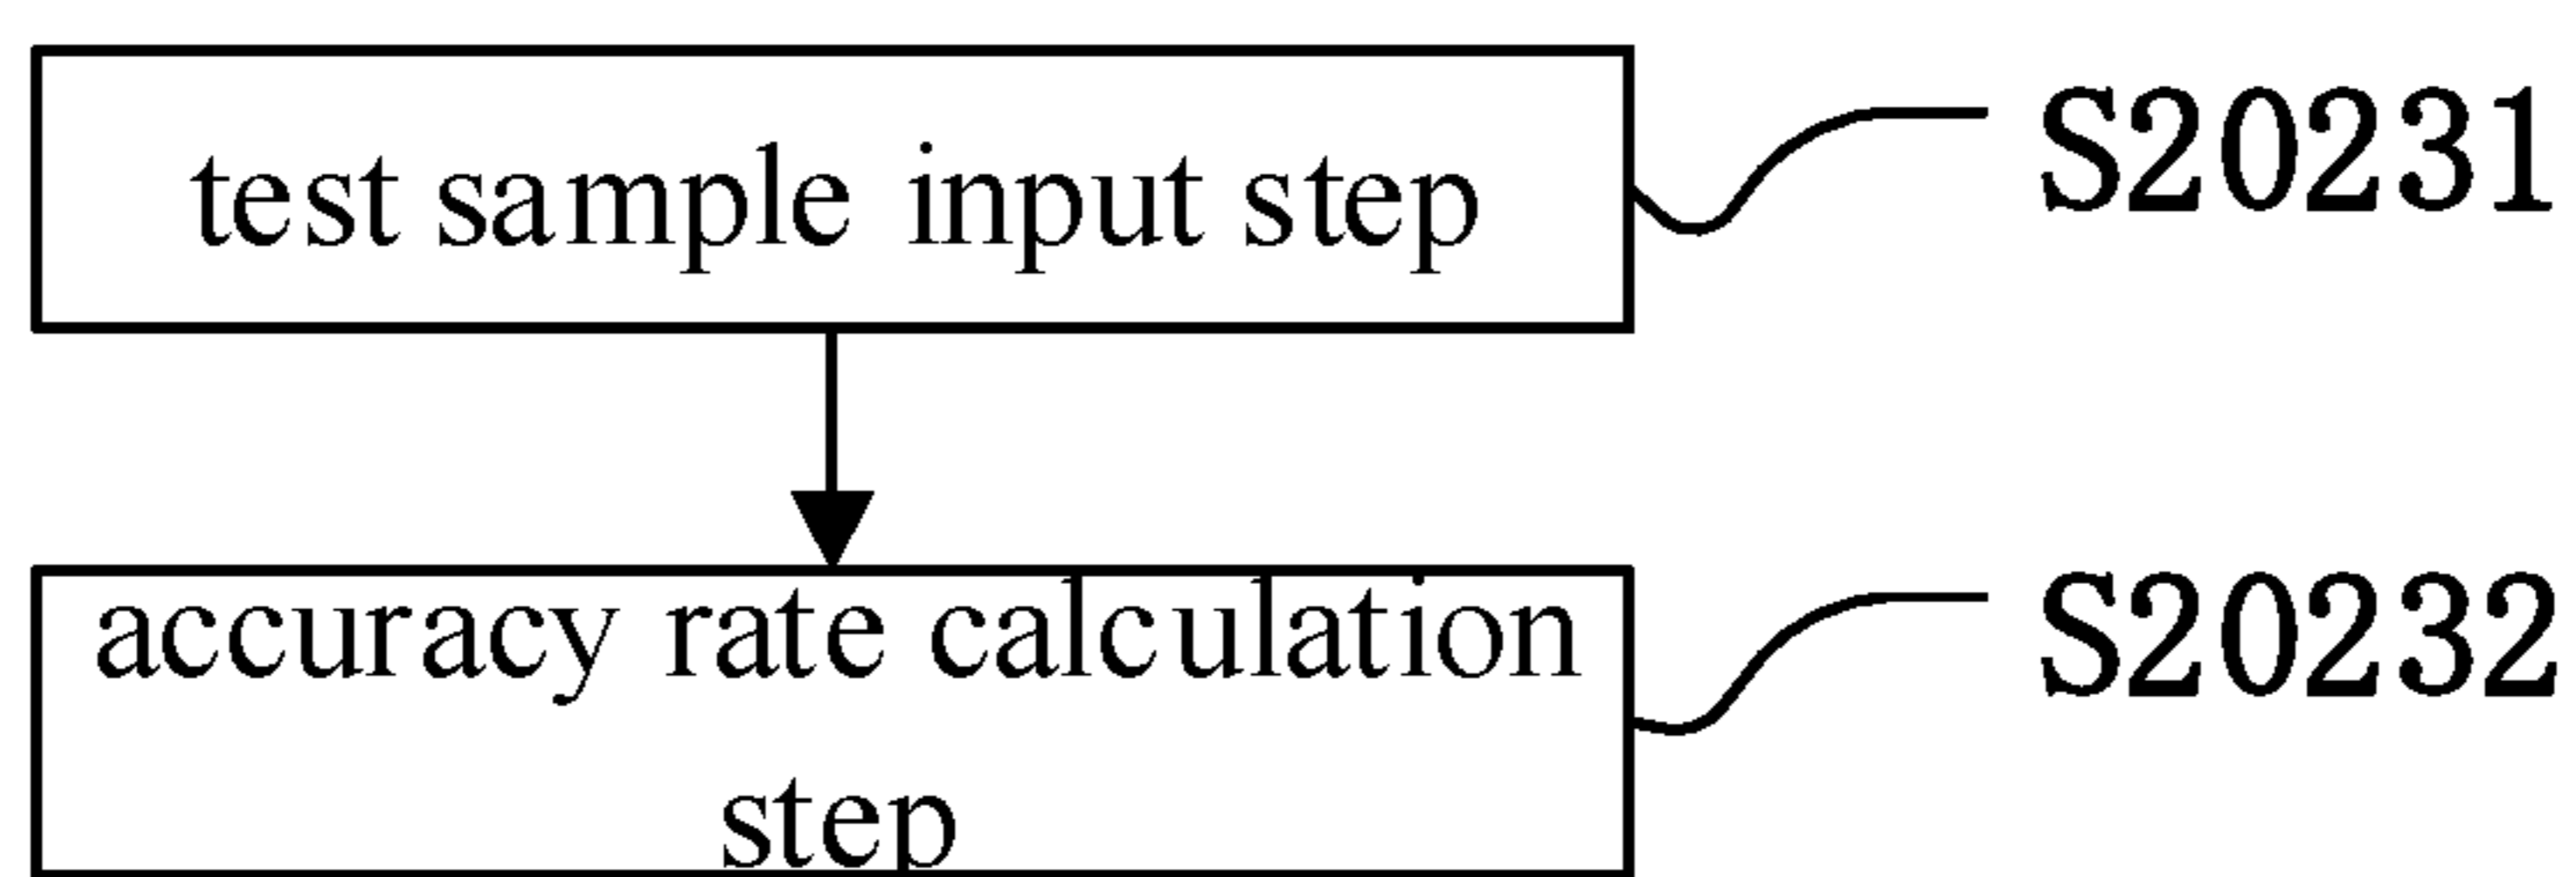 test sample input step
S20231
accuracy rate calculation
step
S20232